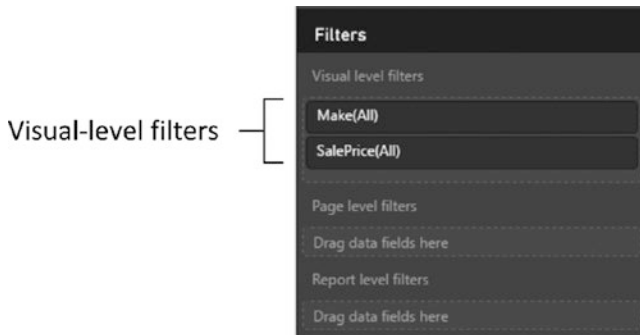 Filters
Visual level filters
Visual-level filters
Make(All)
SalePrice(All)
Page level filters
Drag data fields here
Report level filters
Drag data fields here